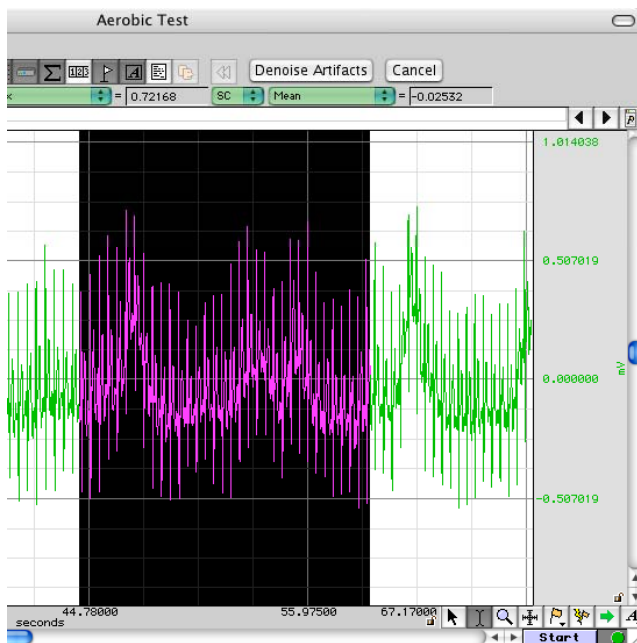 Aerobic Test
Denoise Artifacts Cancel
= 0.72168 SC Mean = -0.02532
1.014038
0.507019
0.000000
mV
-0.507019
44.78000 55.97500 67.17000
seconds
Start